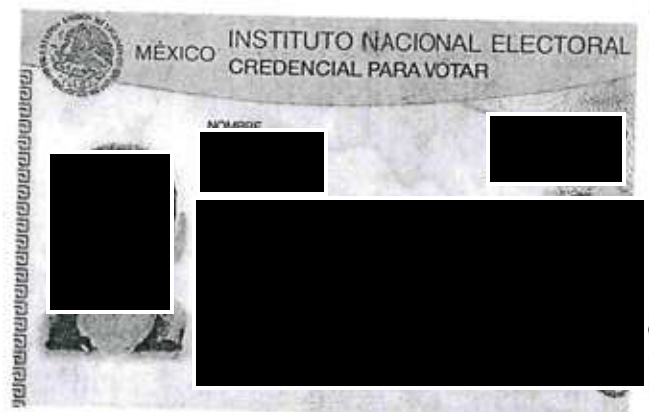 MÉXICO
INSTITUTO NACIONAL ELECTORAL
CREDENCIAL PARA VOTAR
NOMBRE